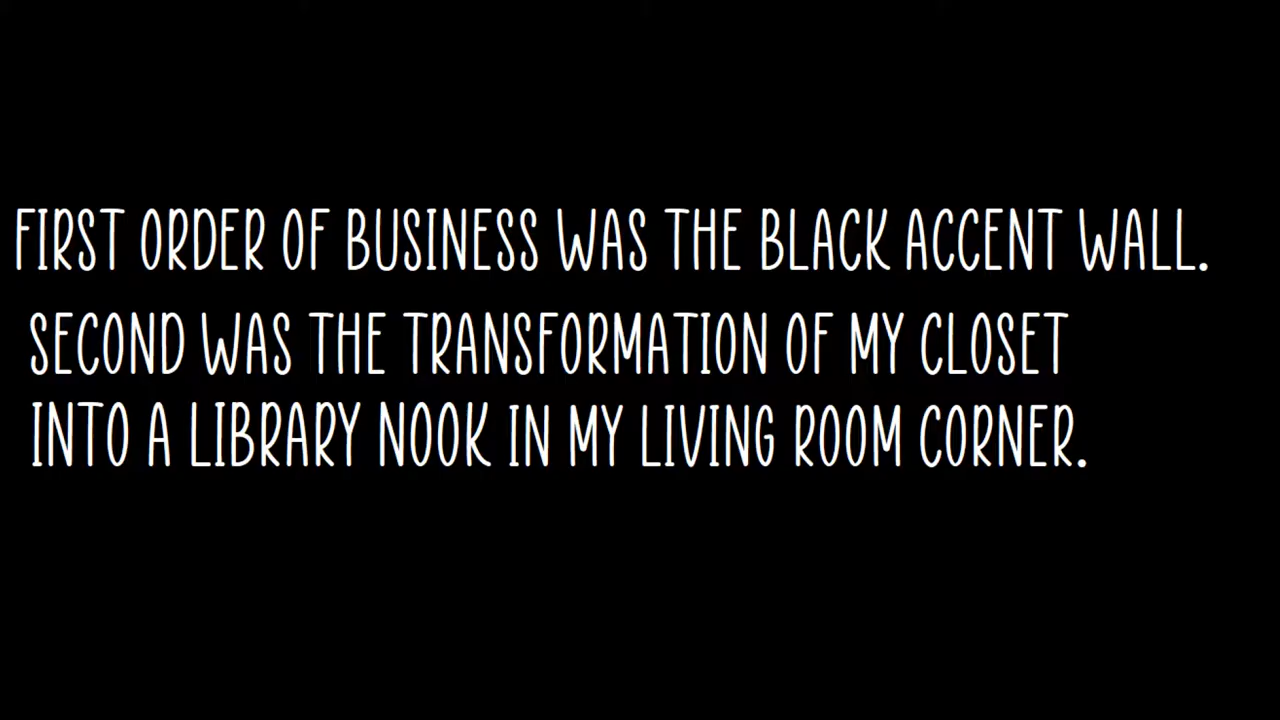 FIRST ORDER OF BUSINESS WAS THE BLACK ACCENT WALL.
SECOND WAS THE TRANSFORMATION OF MY CLOSET
INTO A LIBRARY NOOK IN MY LIVING ROOM CORNER.